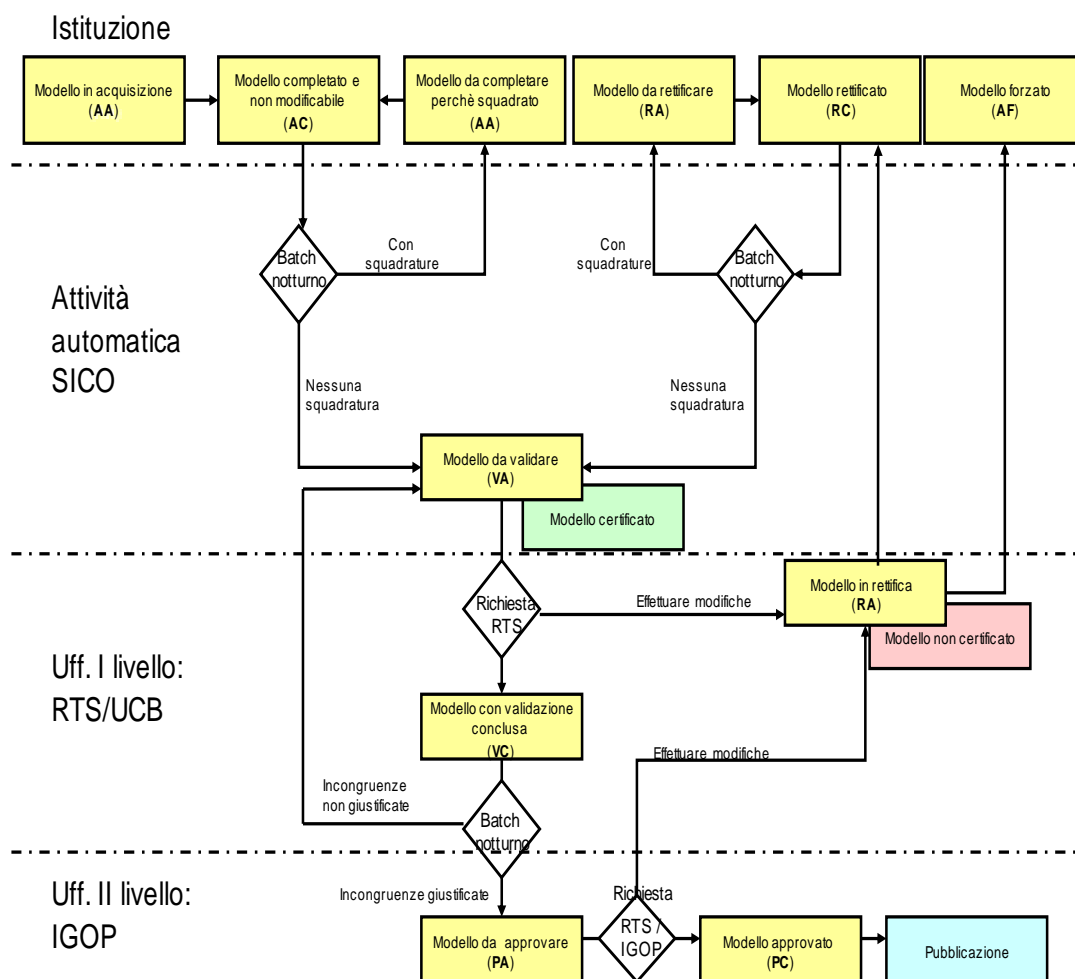 Istituzione
Modello in acquisizione
(AA)
Modello completato e
non modificabile
(AC)
Modello da completare
perchè squadrato
(AA)
Modello da rettificare
(RA)
Modello rettificato
(RC)
Modello forzato
(AF)
Attività
automatica
SICO
Batch
notturno
Con
squadrature
Con
squadrature
Batch
notturno
Nessuna
squadratura
Nessuna
squadratura
Modello da validare
(VA)
Modello certificato
Uff. I livello:
RTS/UCB
Richiesta
RTS
Effettuare modifiche
Modello in rettifica
(RA)
Modello non certificato
Modello con validazione
conclusa
(VC)
Effettuare modifiche
Incongruenze
non giustificate
Batch
notturno
Uff. II livello:
IGOP
Incongruenze giustificate
Modello da approvare
(PA)
Richiesta
RTS /
IGOP
Modello approvato
(PC)
Pubblicazione